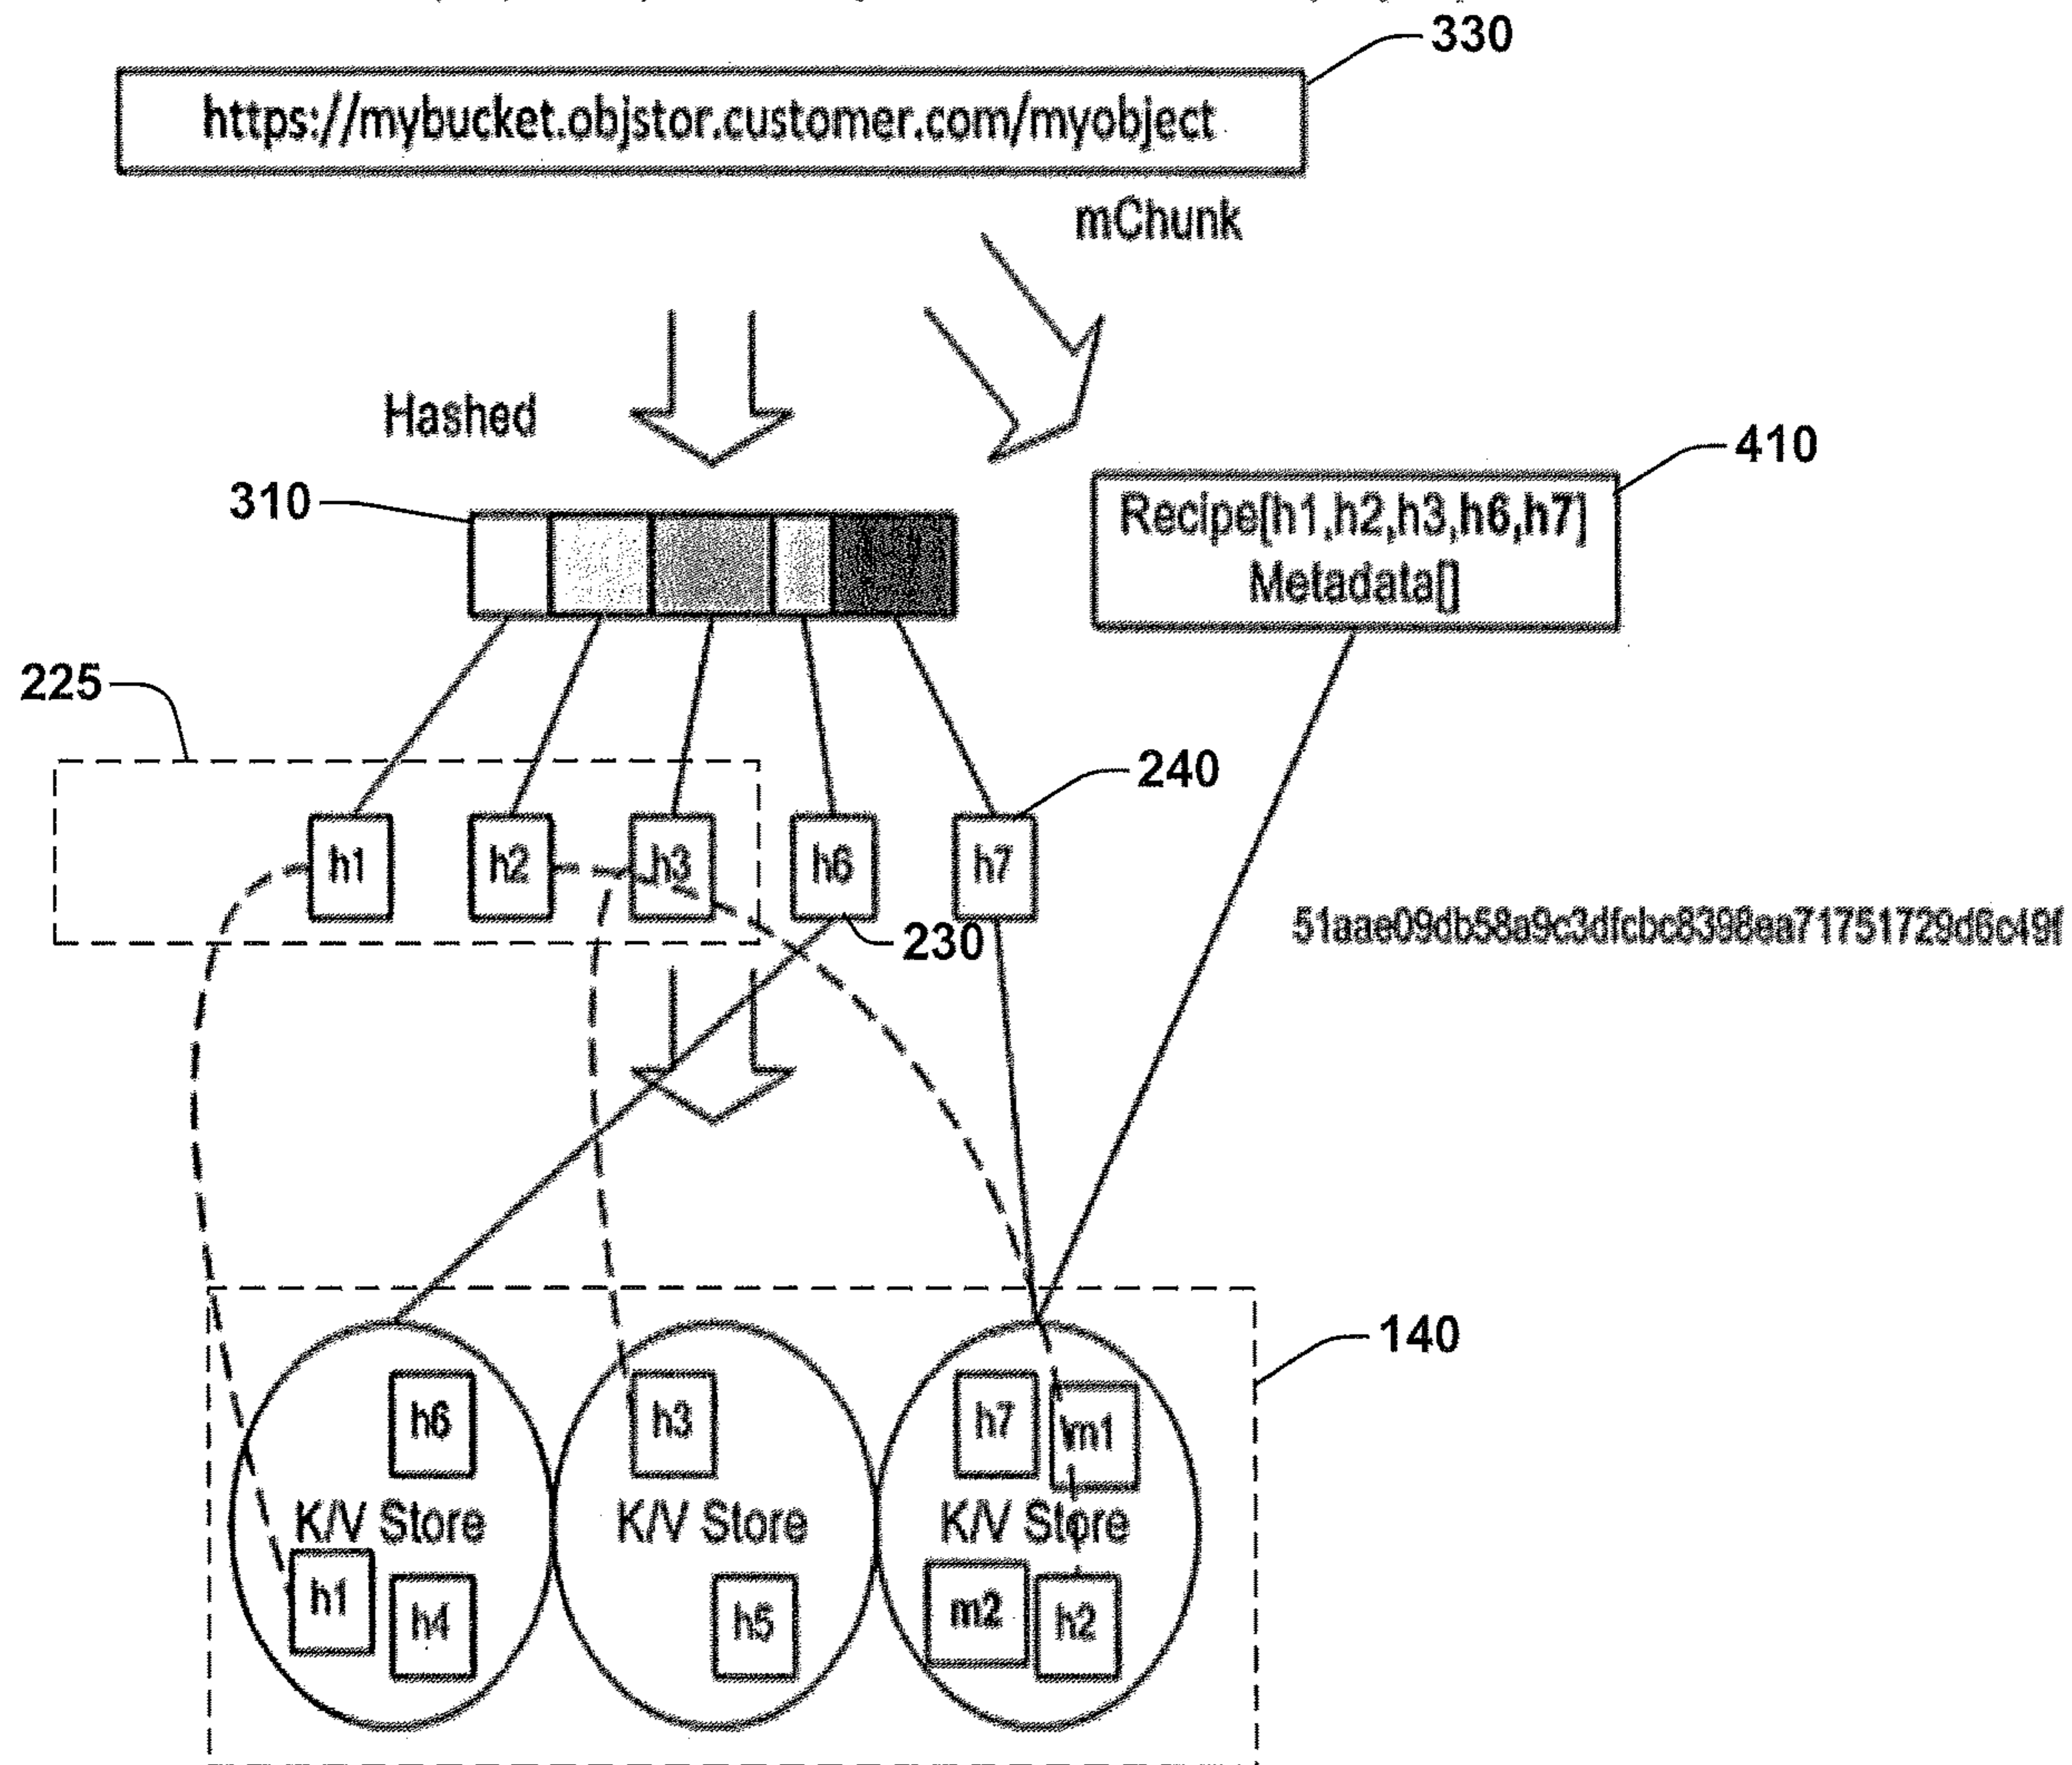 330
https://mybucket.objstor.customer.com/myobject
mChunk
Hashed
410
310
Recipe[h1,h2,h3,h6,h7]
Metadata[]
225
240
h1 h2 h3 h6 h7
230
51aae09db58a9c3dfcbc8398ea71751729d6c49f
140
h6 h3 h7 m1
K/V Store K/V Store K/V Store
h1 h4 h5 m2 h2